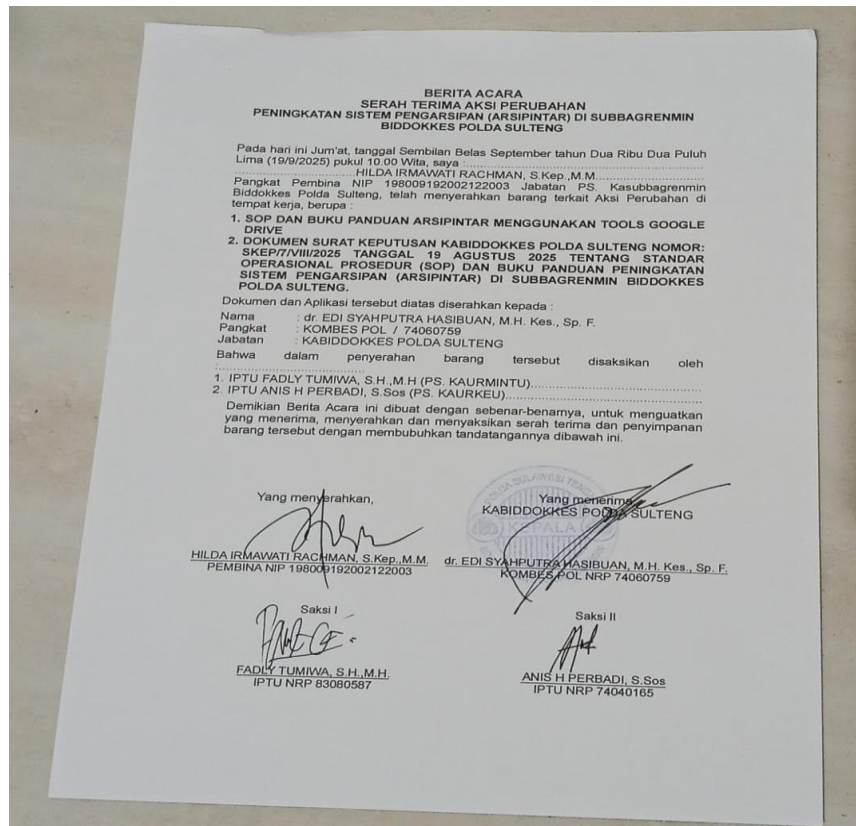 BERITA ACARA
SERAH TERIMA AKSI PERUBAHAN
PENINGKATAN SISTEM PENGARSIPAN (ARSIPINTAR) DI SUBBAGRENMIN
BIDDOKKES POLDA SULTENG
Pada hari ini Jum'at, tanggal Sembilan Belas September tahun Dua Ribu Dua Puluh
Lima (19/9/2025) pukul 10.00 Wita, saya :......................................................
............................HILDA IRMAWATI RACHMAN, S.Kep.,M.M........................
Pangkat Pembina NIP 198009192002122003 Jabatan PS. Kasubbagrenmin
Biddokkes Polda Sulteng, telah menyerahkan barang terkait Aksi Perubahan di
tempat kerja, berupa :
1. SOP DAN BUKU PANDUAN ARSIPINTAR MENGGUNAKAN TOOLS GOOGLE
DRIVE
2. DOKUMEN SURAT KEPUTUSAN KABIDDOKKES POLDA SULTENG NOMOR:
SKEP/7/VIII/2025 TANGGAL 19 AGUSTUS 2025 TENTANG STANDAR
OPERASIONAL PROSEDUR (SOP) DAN BUKU PANDUAN PENINGKATAN
SISTEM PENGARSIPAN (ARSIPINTAR) DI SUBBAGRENMIN BIDDOKKES
POLDA SULTENG.
Dokumen dan Aplikasi tersebut diatas diserahkan kepada :
Nama : dr. EDI SYAHPUTRA HASIBUAN, M.H. Kes., Sp. F.
Pangkat : KOMBES POL / 74060759
Jabatan : KABIDDOKKES POLDA SULTENG
Bahwa dalam penyerahan barang tersebut disaksikan oleh
:..................................
1. IPTU FADLY TUMIWA, S.H.,M.H (PS. KAURMINTU).......................................
2. IPTU ANIS H PERBADI, S.Sos (PS. KAURKEU)............................................
Demikian Berita Acara ini dibuat dengan sebenar-benarnya, untuk menguatkan
yang menerima, menyerahkan dan menyaksikan serah terima dan penyimpanan
barang tersebut dengan membubuhkan tandatangannya dibawah ini.
Yang menyerahkan,
HILDA IRMAWATI RACHMAN, S.Kep.,M.M.
PEMBINA NIP 198009192002122003
Yang menerima
KABIDDOKKES POLDA SULTENG
KEPALA
dr. EDI SYAHPUTRA HASIBUAN, M.H. Kes., Sp. F.
KOMBES POL NRP 74060759
Saksi I
FADLY TUMIWA, S.H.,M.H.
IPTU NRP 83080587
Saksi II
ANIS H PERBADI, S.Sos
IPTU NRP 74040165